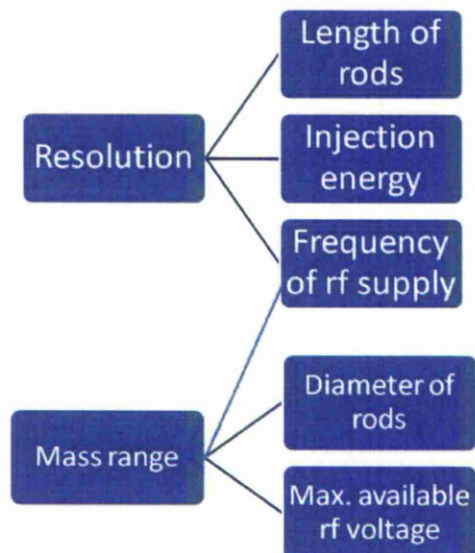 Length of
rods
Resolution
Injection
energy
Frequency
of rf supply
Diameter of
rods
Mass range
Max. available
rf voltage